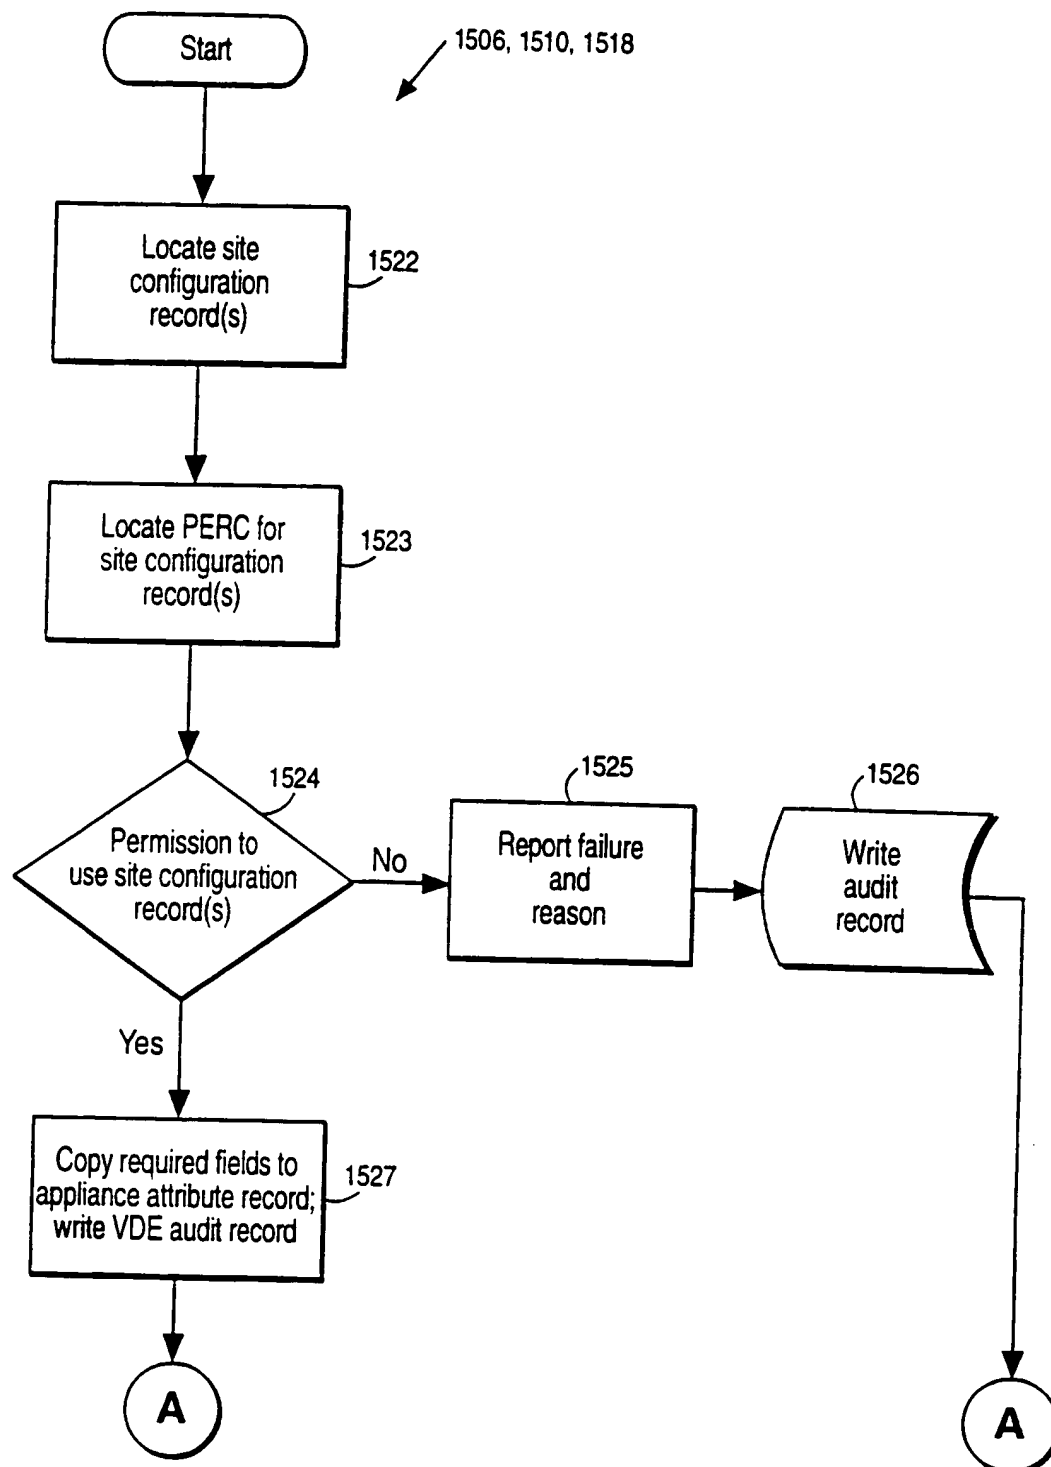 Start
1506, 1510, 1518
Locate site
configuration
record(s)
1522
Locate PERC for
site configuration
record(s)
1523
1524
Permission to
use site configuration
record(s)
No
1525
Report failure
and
reason
1526
Write
audit
record
Yes
Copy required fields to
appliance attribute record;
write VDE audit record
1527
A
A